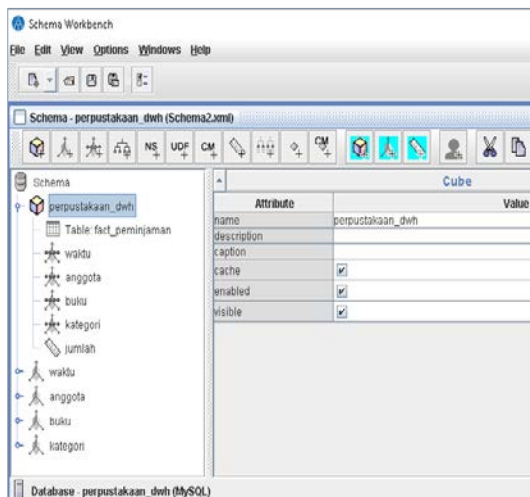 Schema Workbench
File Edit View Options Windows Help
Schema - perpustakaan_dwh (Schema2.xml)
NS UDF CM CM
Schema
perpustakaan_dwh
Table: fact_peminjaman
waktu
anggota
buku
kategori
jumlah
waktu
anggota
buku
kategori
Cube
Attribute Value
name perpustakaan_dwh
description
caption
cache
enabled
visible
Database - perpustakaan_dwh (MySQL)